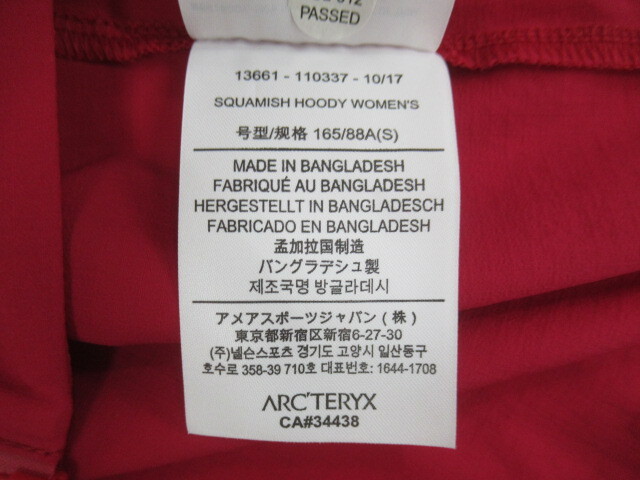 PASSED
13661 - 110337 - 10/17
SQUAMISH HOODY WOMEN'S
号型/规格 165/88A(S)
MADE IN BANGLADESH
FABRIQUÉ AU BANGLADESH
HERGESTELLT IN BANGLADESCH
FABRICADO EN BANGLADESH
孟加拉国制造
バングラデシュ製
제조국명 방글라데시
アメアスポーツジャパン(株)
東京都新宿区新宿6-27-30
(주)넬슨스포츠 경기도 고양시 일산동구
호수로 358-39 710호 대표번호: 1644-1708
ARC'TERYX
CA#34438